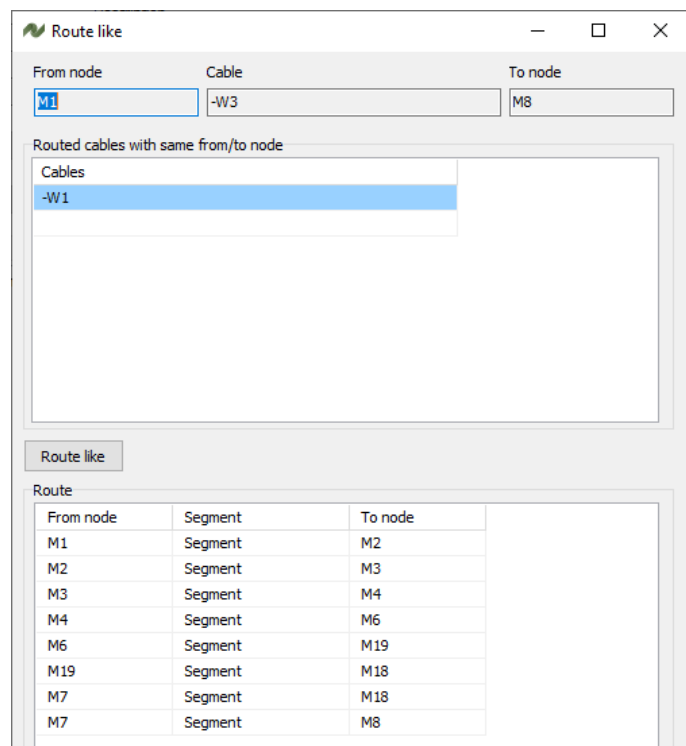 Route like
From node Cable To node
M1 -W3 M8
Routed cables with same from/to node
Cables
-W1
Route like
Route
From node Segment To node
M1 Segment M2
M2 Segment M3
M3 Segment M4
M4 Segment M6
M6 Segment M19
M19 Segment M18
M7 Segment M18
M7 Segment M8